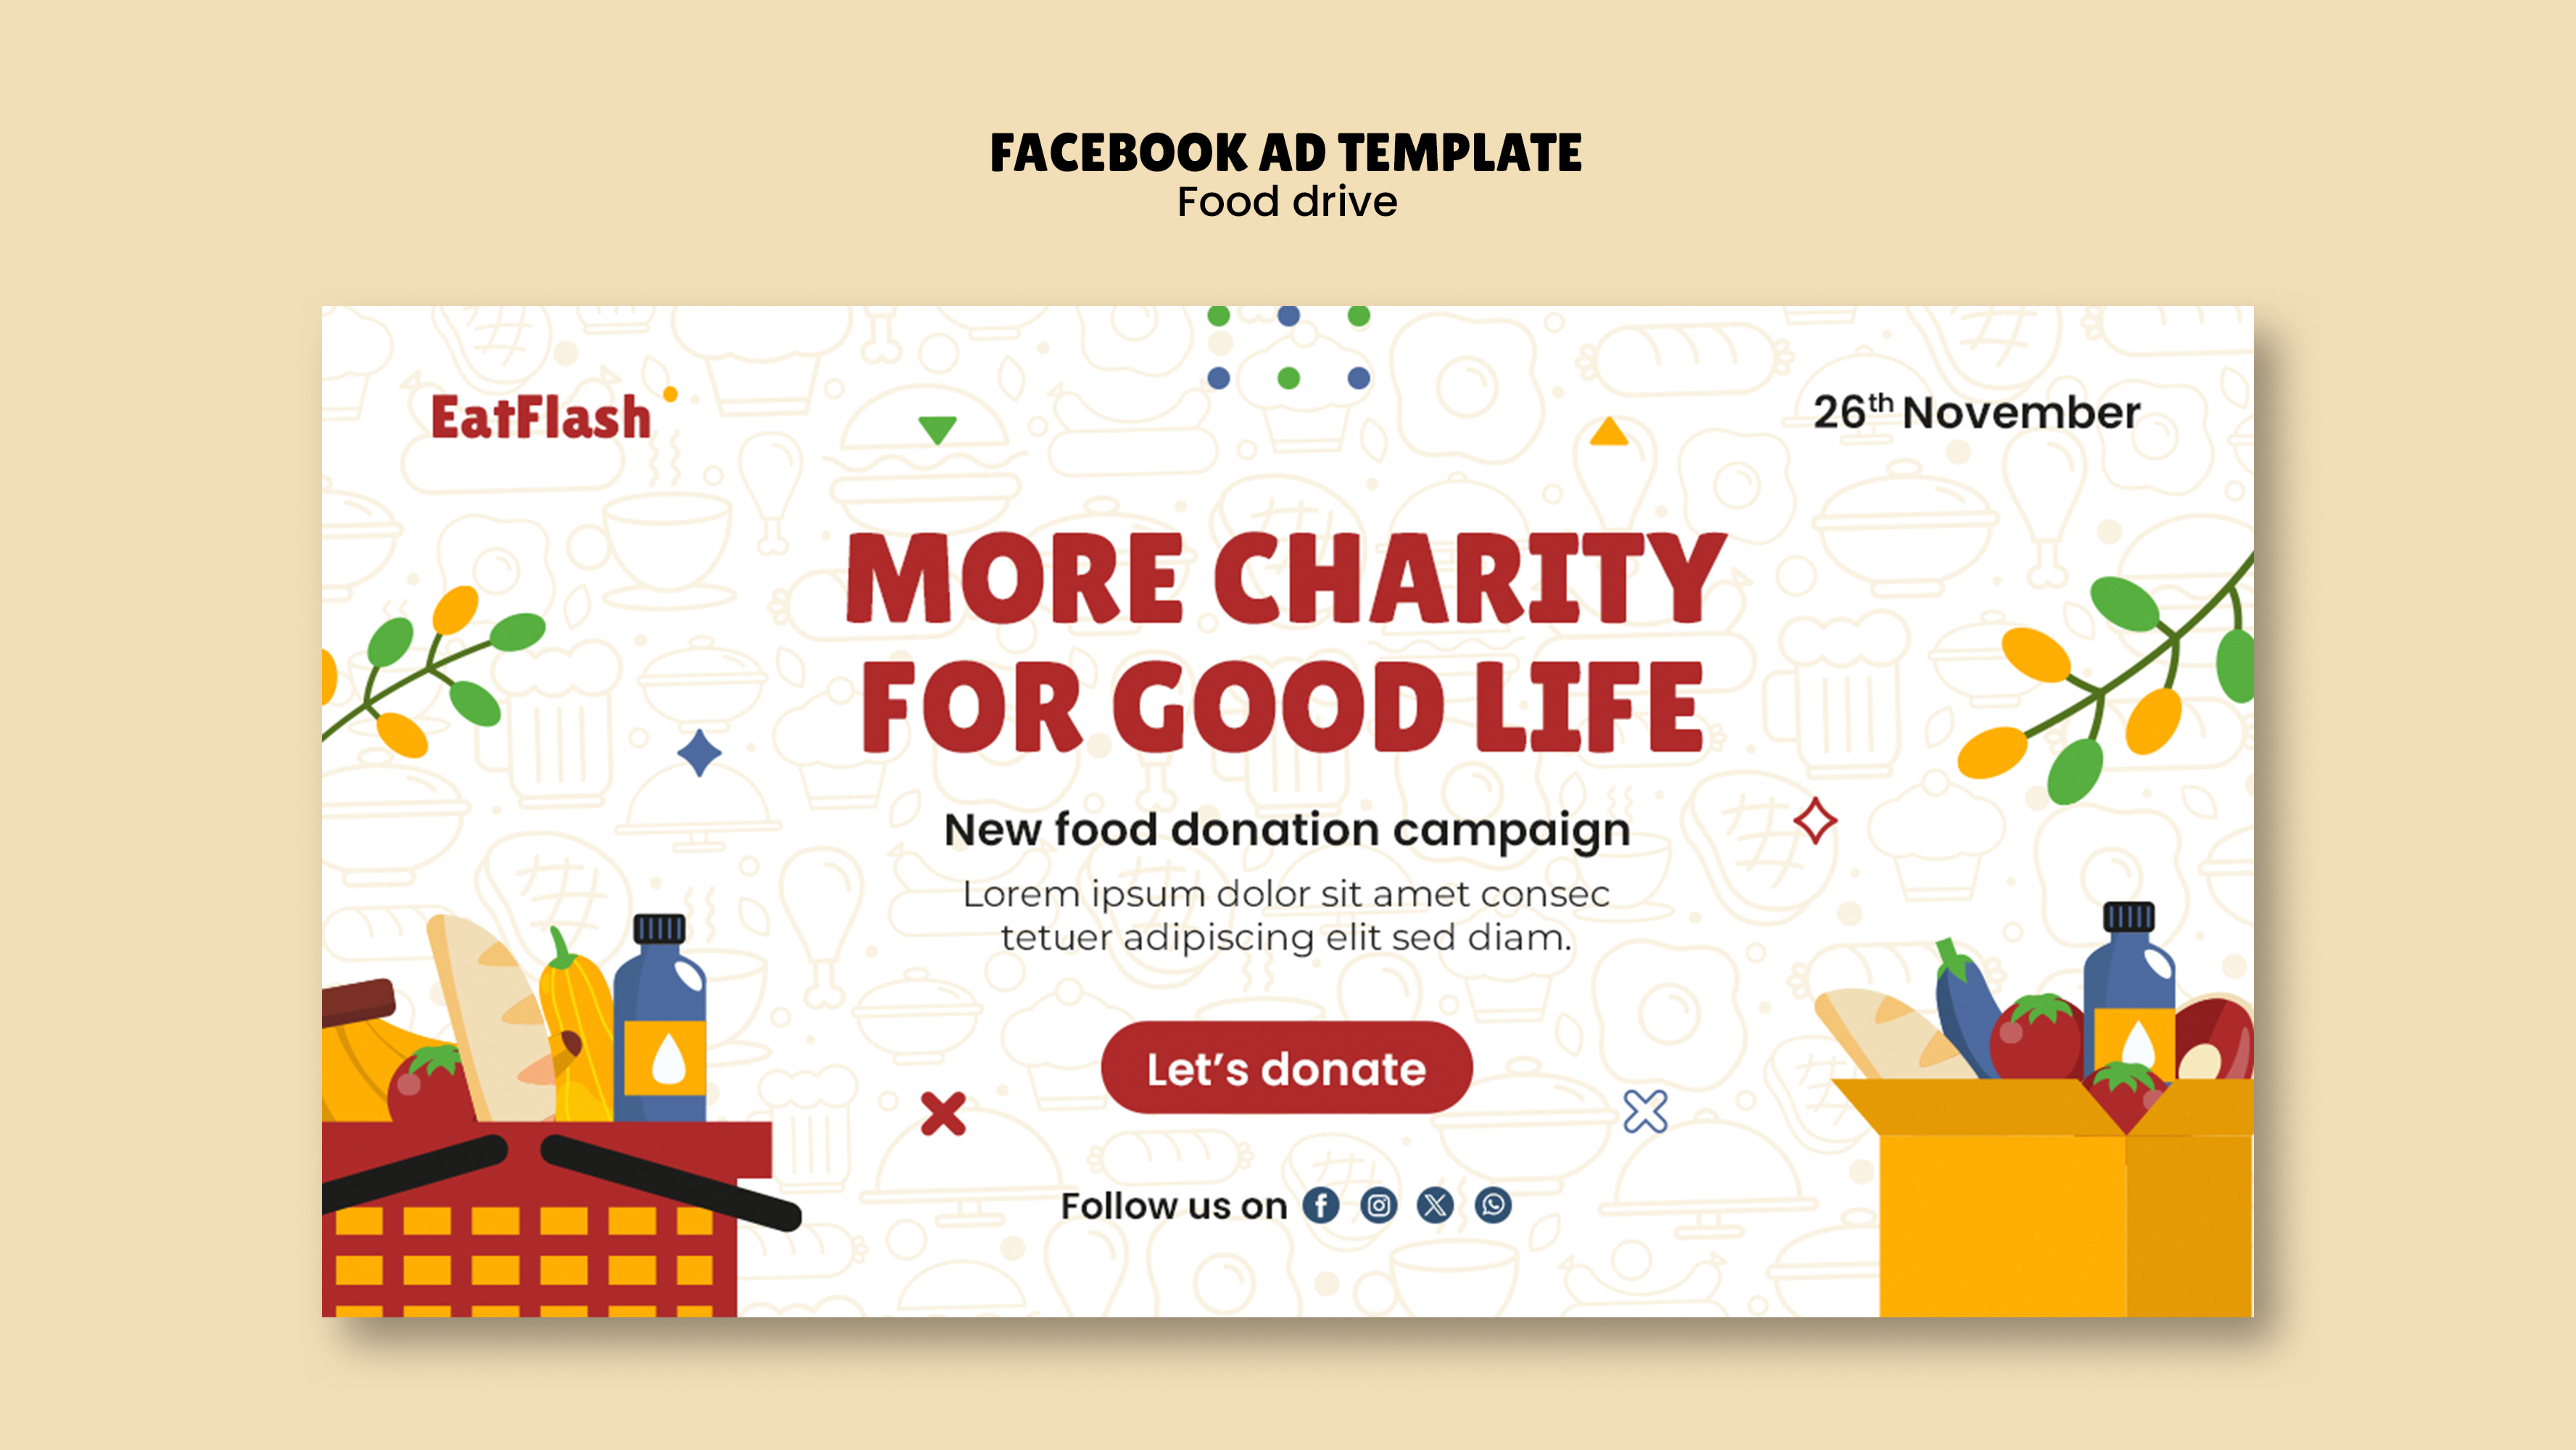 FACEBOOK AD TEMPLATE
Food drive
EatFlash
26th November
MORE CHARITY
FOR GOOD LIFE
New food donation campaign
Lorem ipsum dolor sit amet consec
tetuer adipiscing elit sed diam.
Let’s donate
Follow us on